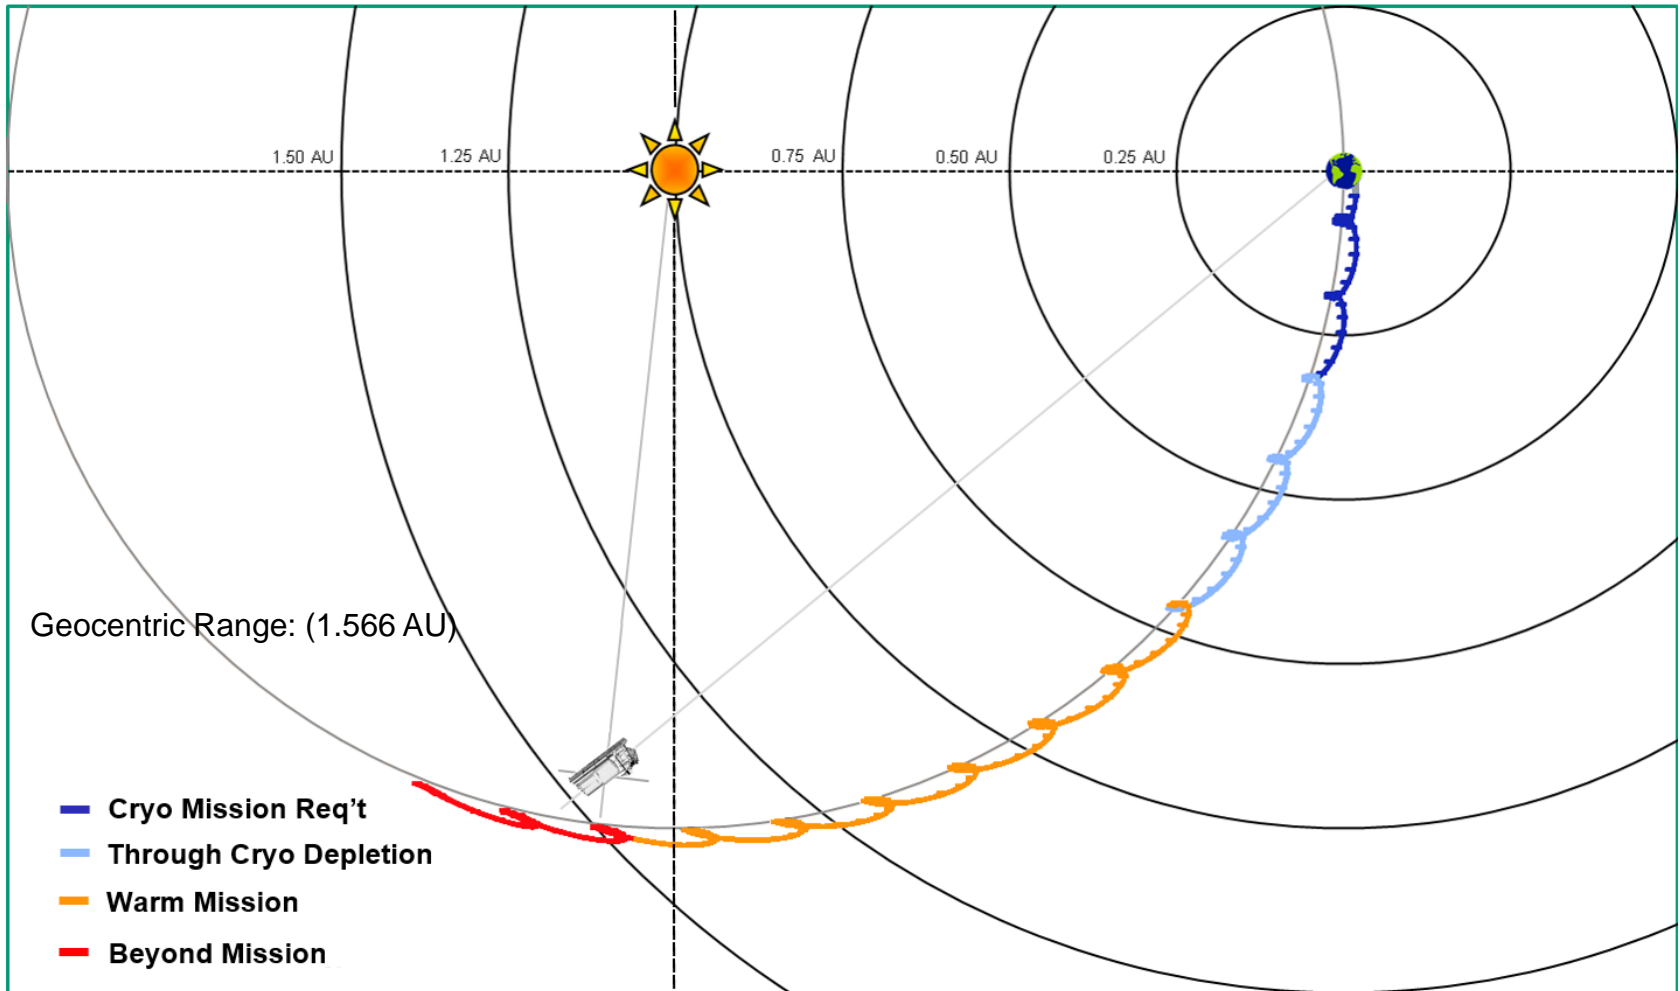 1.50 AU
1.25 AU
0.75 AU
0.50 AU
0.25 AU
Geocentric Range: (1.566 AU)
Cryo Mission Req't
Through Cryo Depletion
Warm Mission
Beyond Mission